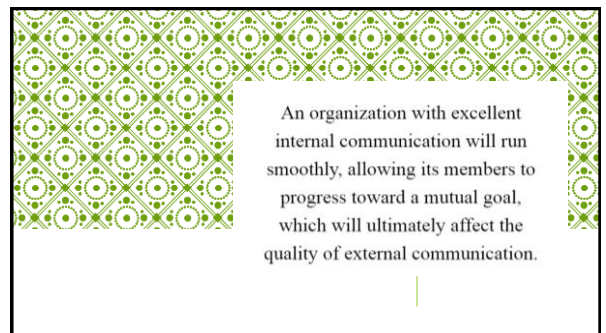 An organization with excellent
internal communication will run
smoothly, allowing its members to
progress toward a mutual goal,
which will ultimately affect the
quality of external communication.